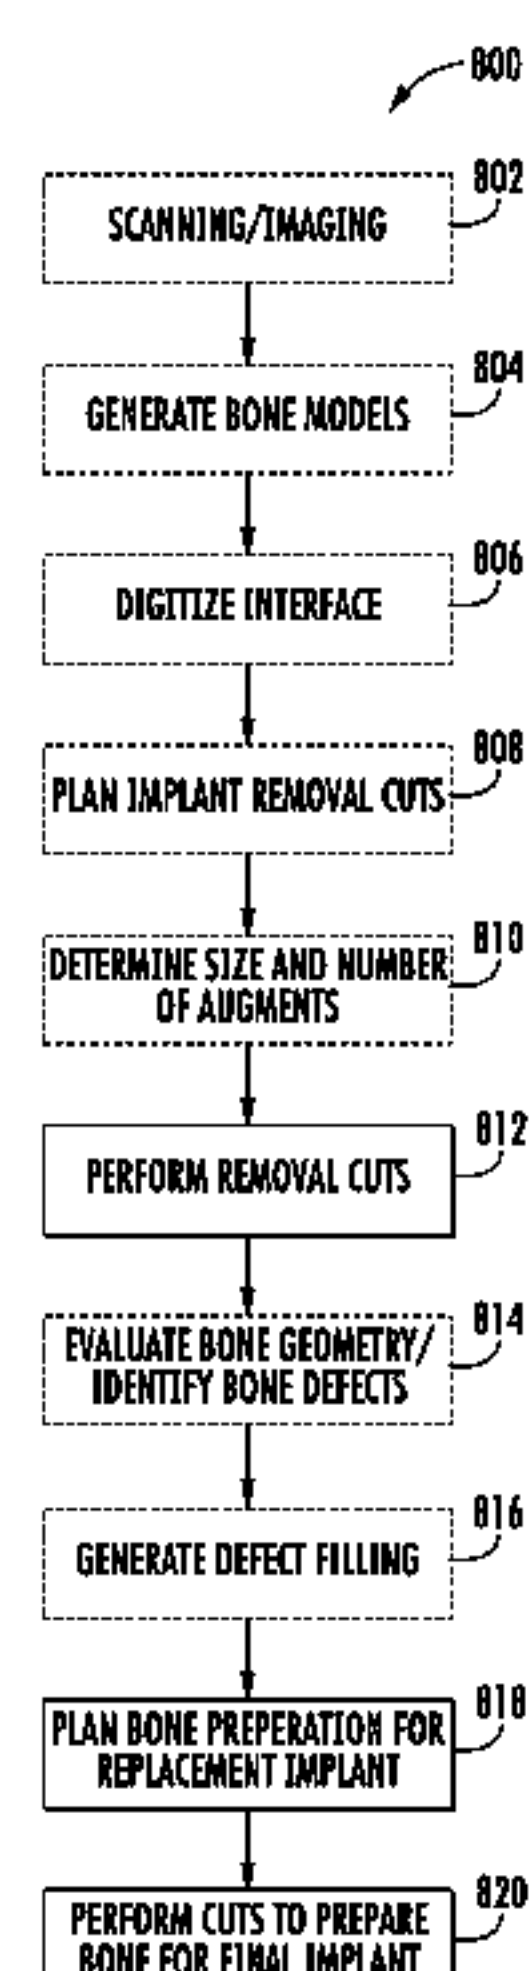 800
802
SCANNING/IMAGING
804
GENERATE BONE MODELS
806
DIGITIZE INTERFACE
808
PLAN IMPLANT REMOVAL CUTS
810
DETERMINE SIZE AND NUMBER
OF AUGMENTS
812
PERFORM REMOVAL CUTS
814
EVALUATE BONE GEOMETRY/
IDENTIFY BONE DEFECTS
816
GENERATE DEFECT FILLING
818
PLAN BONE PREPERATION FOR
REPLACEMENT IMPLANT
820
PERFORM CUTS TO PREPARE
BONE FOR FINAL IMPLANT